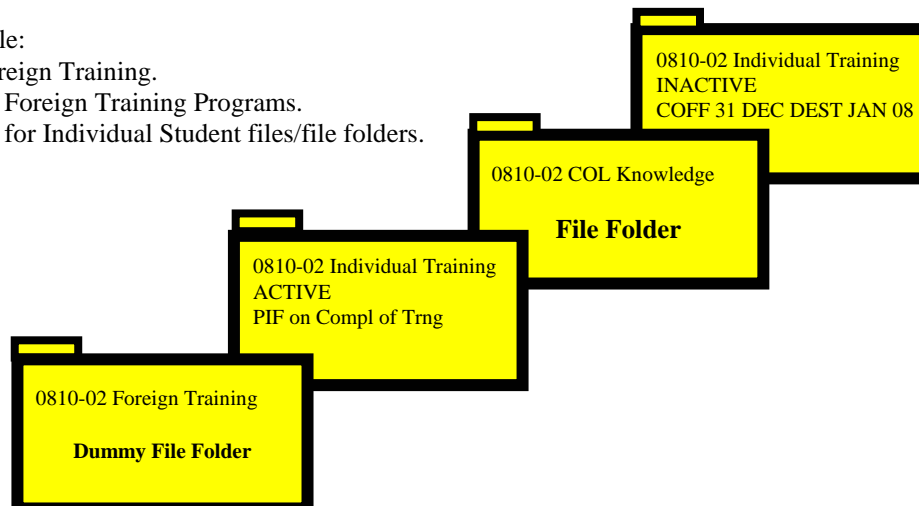 le:
reign Training.
Foreign Training Programs.
for Individual Student files/file folders.
0810-02 Individual Training
INACTIVE
COFF 31 DEC DEST JAN 08
0810-02 COL Knowledge
File Folder
0810-02 Individual Training
ACTIVE
PIF on Compl of Trng
0810-02 Foreign Training
Dummy File Folder